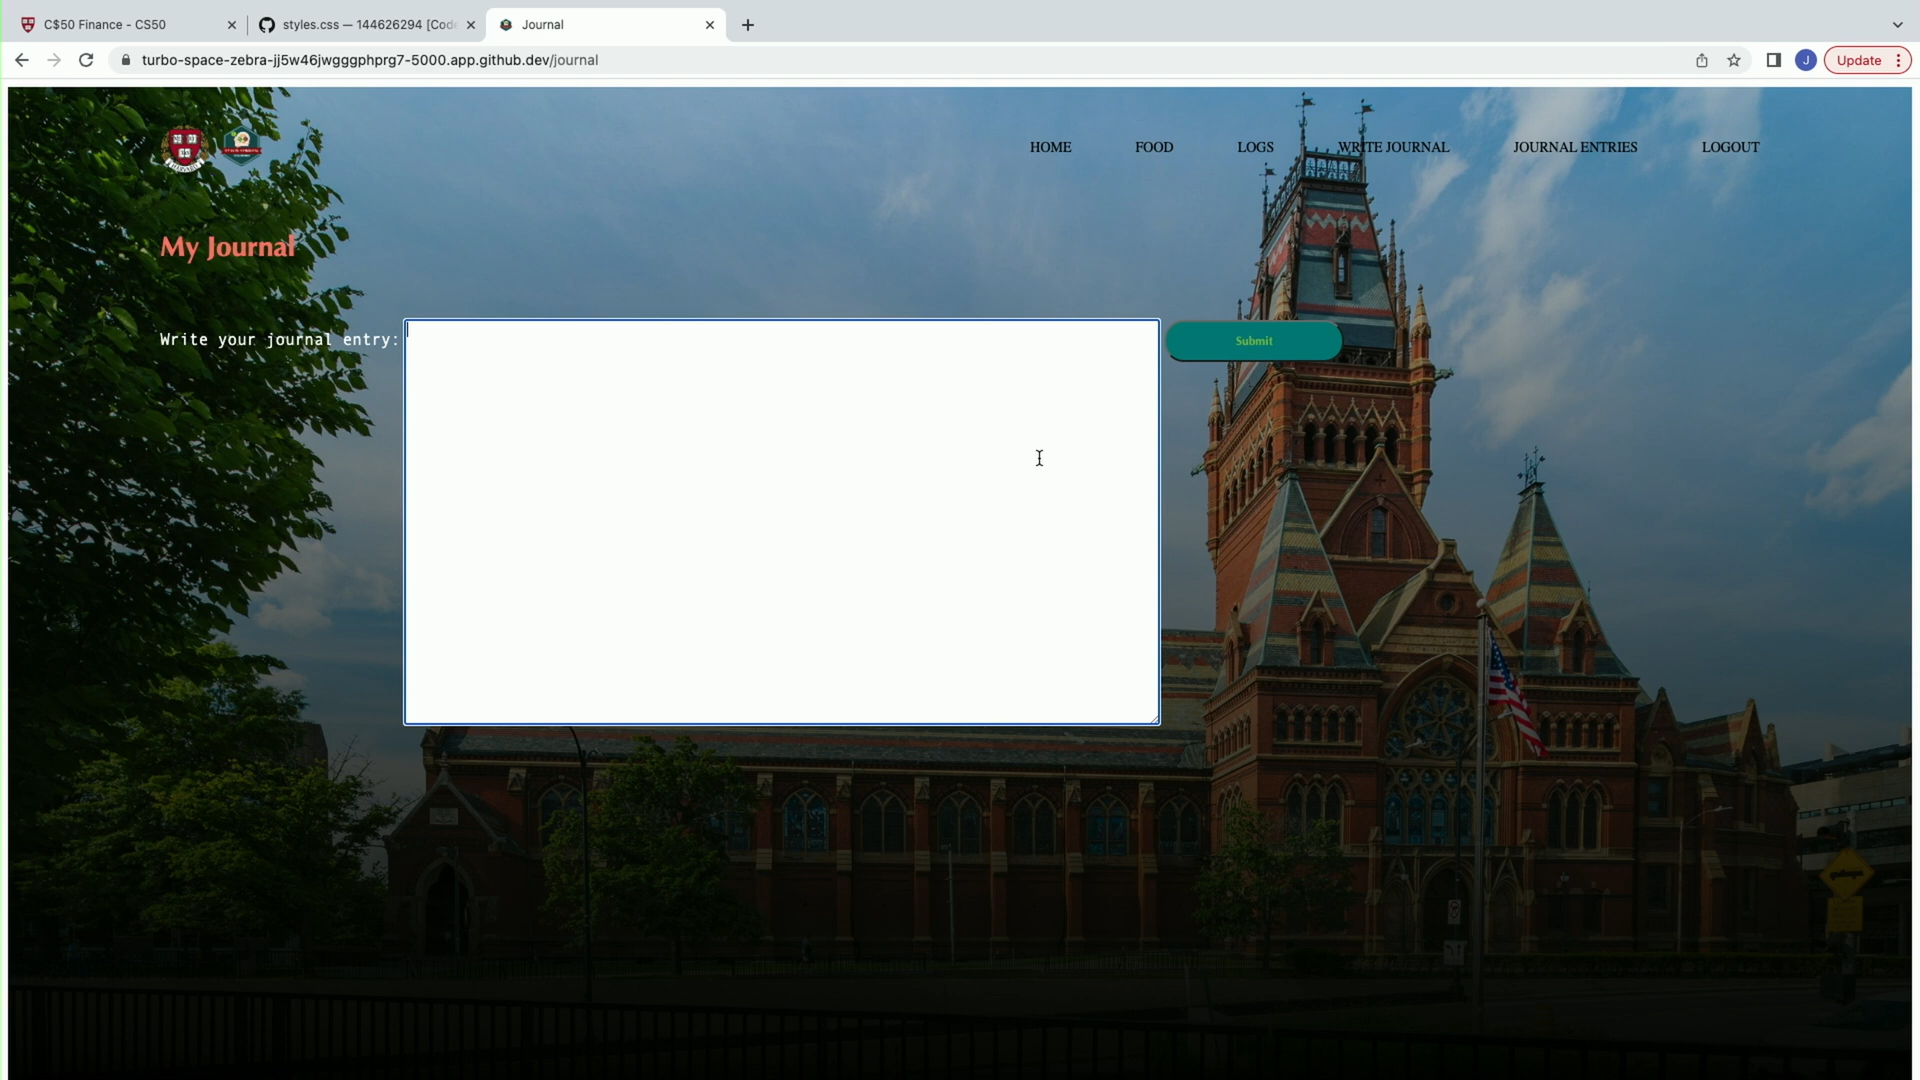 C$50 Finance - CS50
styles.css — 144626294 [Code
Journal
turbo-space-zebra-jj5w46jwgggphprg7-5000.app.github.dev/journal
J
Update
HOME
FOOD
LOGS
WRITE JOURNAL
JOURNAL ENTRIES
LOGOUT
My Journal
Write your journal entry:
Submit